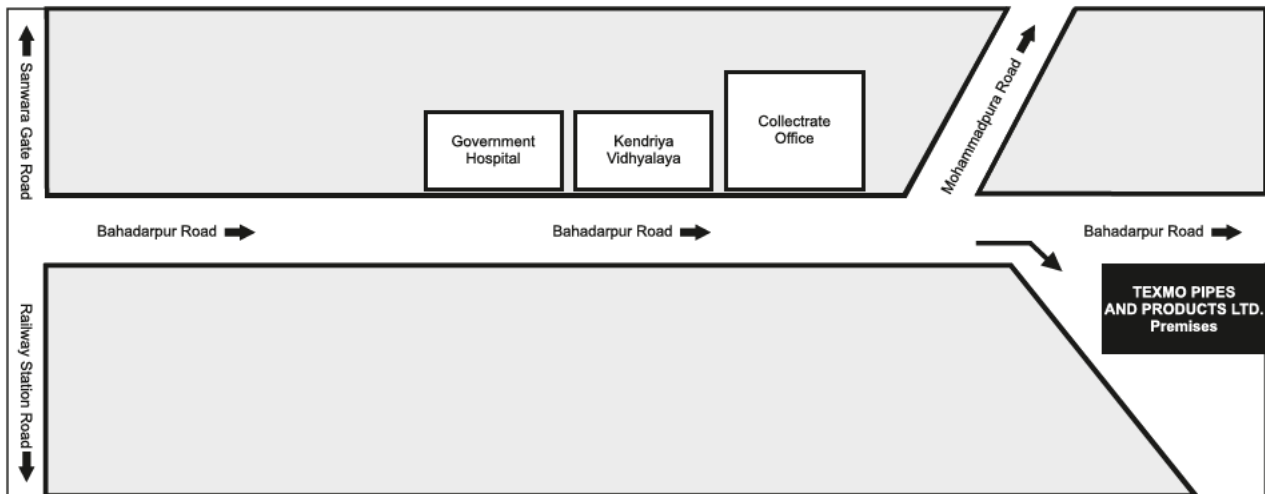 Sanwara Gate Road
Mohammadpura Road
Government
Hospital
Kendriya
Vidhyalaya
Collectrate
Office
Bahadarpur Road
Bahadarpur Road
Bahadarpur Road
TEXMO PIPES
AND PRODUCTS LTD.
Premises
Railway Station Road